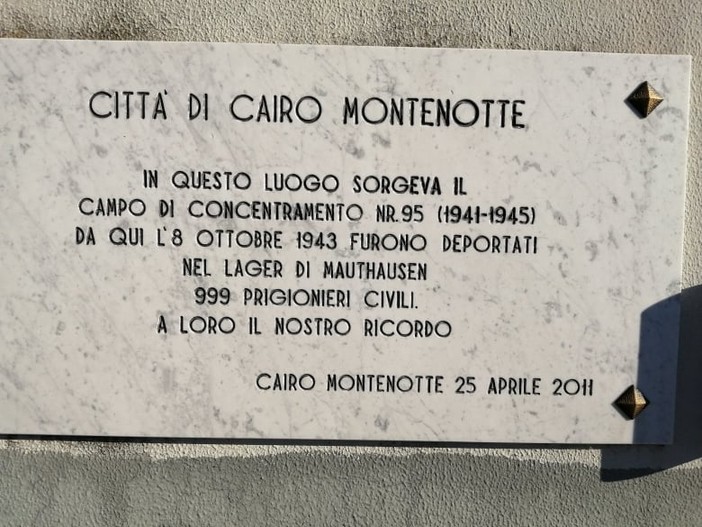 CITTA' DI CAIRO MONTENOTTE
IN QUESTO LUOGO SORGEVA IL
CAMPO DI CONCENTRAMENTO NR.95 (1941-1945)
DA QUI L'8 OTTOBRE 1943 FURONO DEPORTATI
NEL LAGER DI MAUTHAUSEN
999 PRIGIONIERI CIVILI.
A LORO IL NOSTRO RICORDO
CAIRO MONTENOTTE 25 APRILE 2011